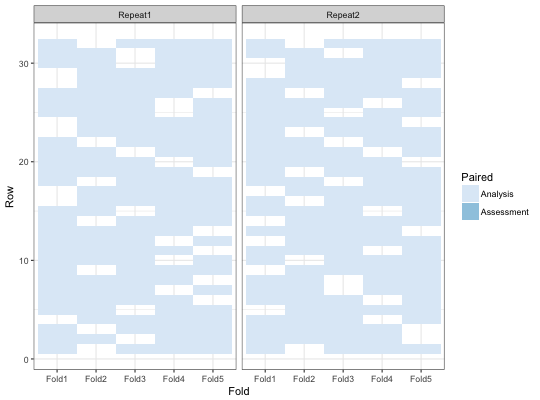 Repeat1 Repeat2
30
20
10
0
Row
Fold1 Fold2 Fold3 Fold4 Fold5 Fold1 Fold2 Fold3 Fold4 Fold5
Fold
Paired
Analysis
Assessment